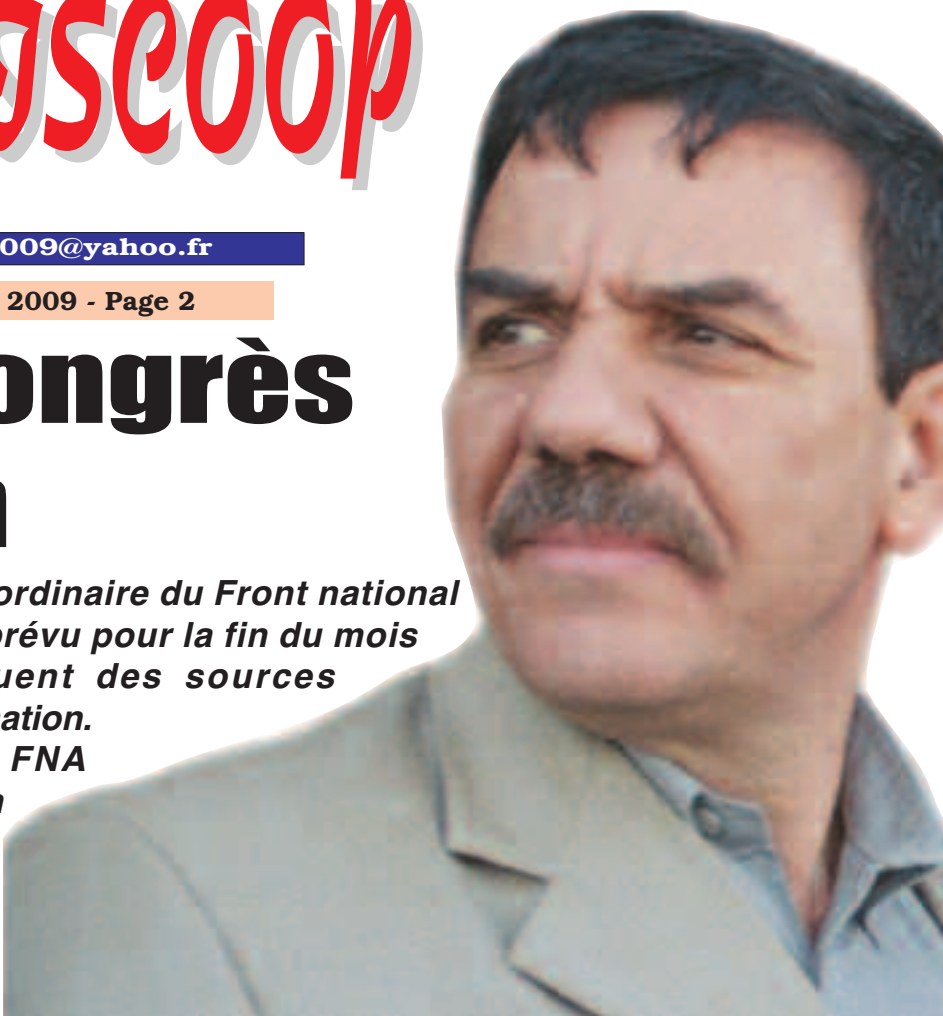 scoop
009@yahoo.fr
2009 - Page 2
ongrès
ordinaire du Front national
prévu pour la fin du mois
uent des sources
ation.
FNA